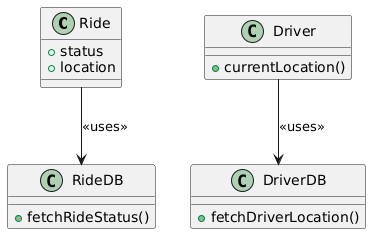 C Ride
status
location
C Driver
currentLocation()
«uses»
«uses»
C RideDB
fetchRideStatus()
C DriverDB
fetchDriverLocation()